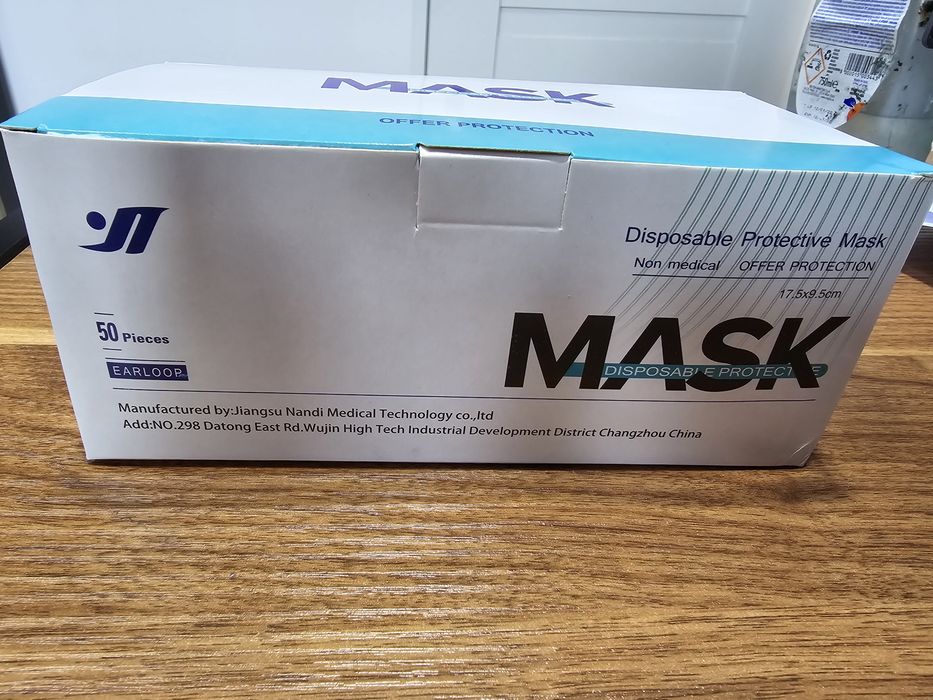 MASK
OFFER PROTECTION
Disposable Protective Mask
Non medical OFFER PROTECTION
17.5x9.5cm
MASK
DISPOSABLE PROTECTIVE
50 Pieces
EARLOOP
Manufactured by:Jiangsu Nandi Medical Technology co.,ltd
Add:NO.298 Datong East Rd.Wujin High Tech Industrial Development District Changzhou China
750ml e